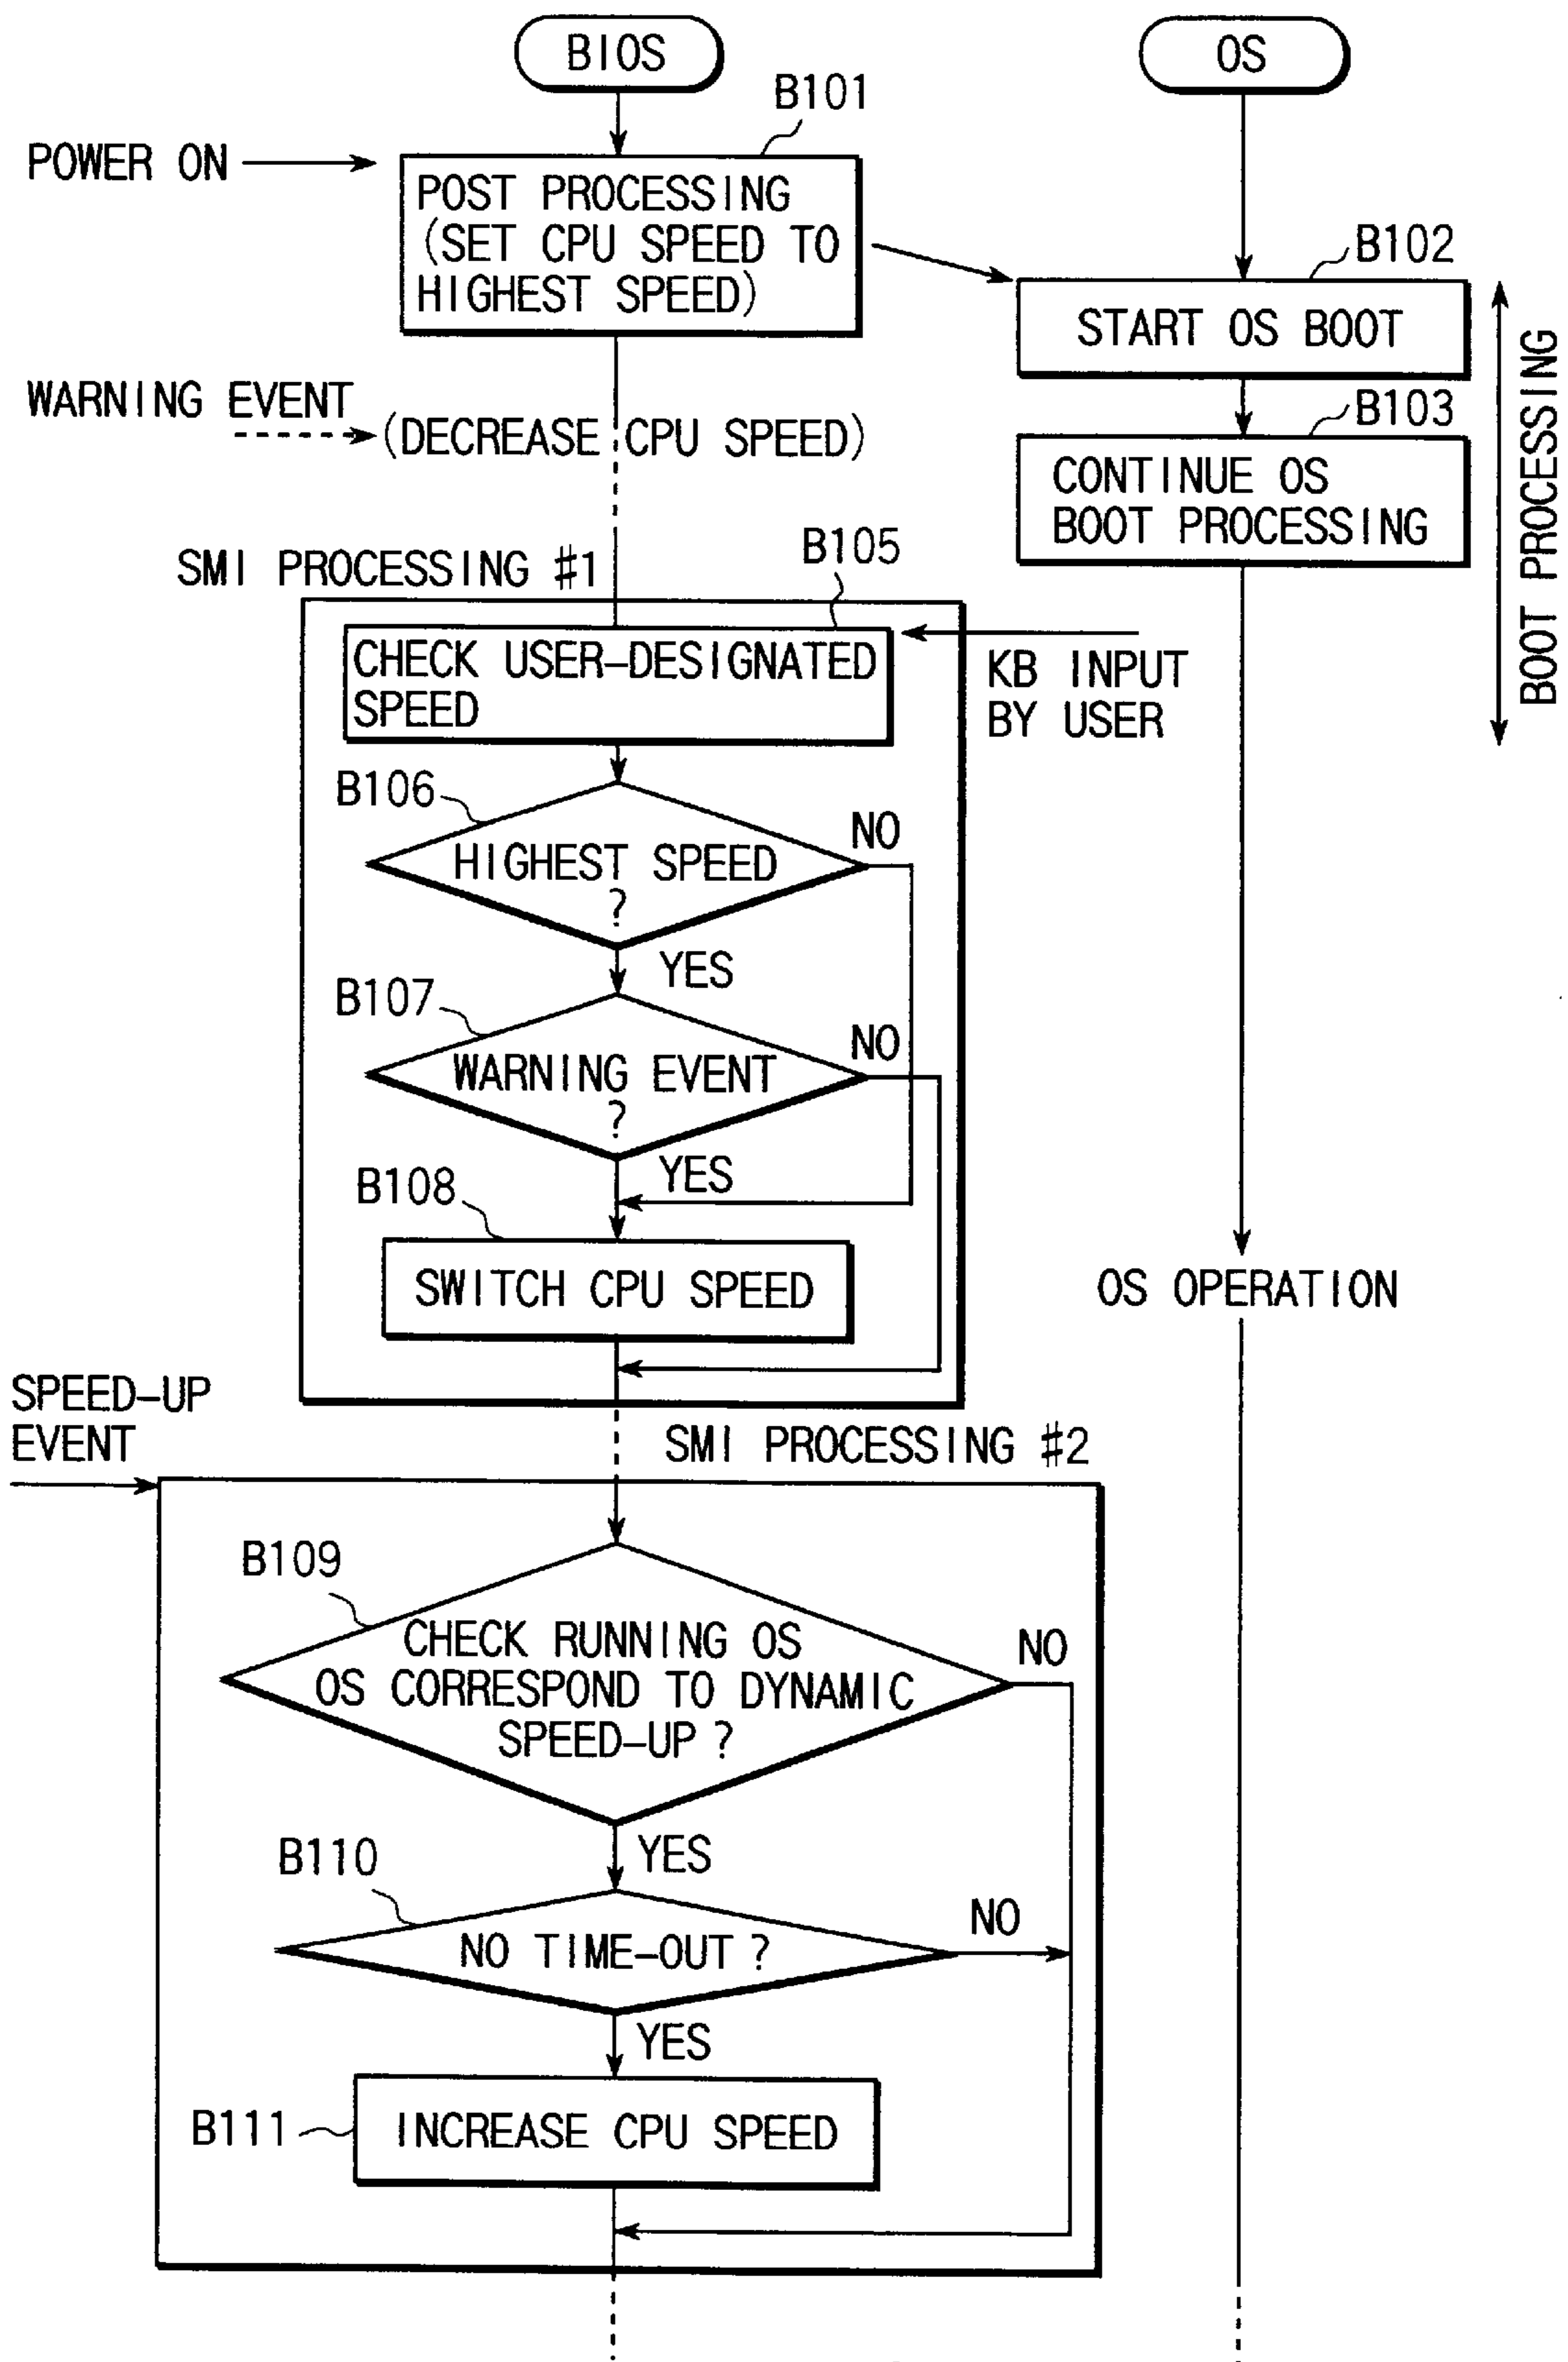 BIOS
OS
B101
POWER ON
POST PROCESSING
(SET CPU SPEED TO
HIGHEST SPEED)
B102
START OS BOOT
WARNING EVENT
(DECREASE CPU SPEED)
B103
CONTINUE OS
BOOT PROCESSING
BOOT PROCESSING
SMI PROCESSING #1
B105
CHECK USER-DESIGNATED
SPEED
KB INPUT
BY USER
B106
HIGHEST SPEED
?
NO
YES
B107
WARNING EVENT
?
NO
YES
B108
SWITCH CPU SPEED
OS OPERATION
SPEED-UP
EVENT
SMI PROCESSING #2
B109
CHECK RUNNING OS
OS CORRESPOND TO DYNAMIC
SPEED-UP ?
NO
YES
B110
NO TIME-OUT ?
NO
YES
B111
INCREASE CPU SPEED